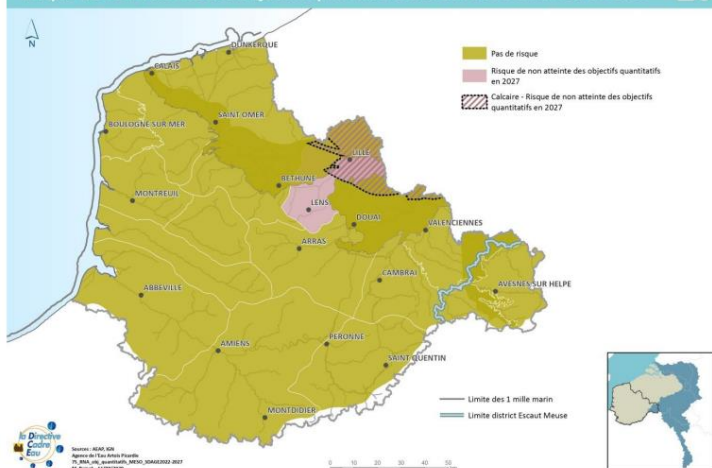 N
DUNKERQUE
CALAIS
SAINT OMER
BOULOGNE SUR MER
LILLE
BETHUNE
MONTREUIL
LENS
DOUAI
VALENCIENNES
ARRAS
CAMBRAI
AVESNES SUR HELPE
ABBEVILLE
AMIENS
PERONNE
SAINT QUENTIN
MONTDIDIER
Pas de risque
Risque de non atteinte des objectifs quantitatifs
en 2027
Calcaire - Risque de non atteinte des objectifs
quantitatifs en 2027
Limite des 1 mille marin
Limite district Escaut Meuse
la Directive
Cadre
Eau
Sources : AEAP, IGN
Agence de l'Eau Artois Picardie
0 10 20 30 40 50